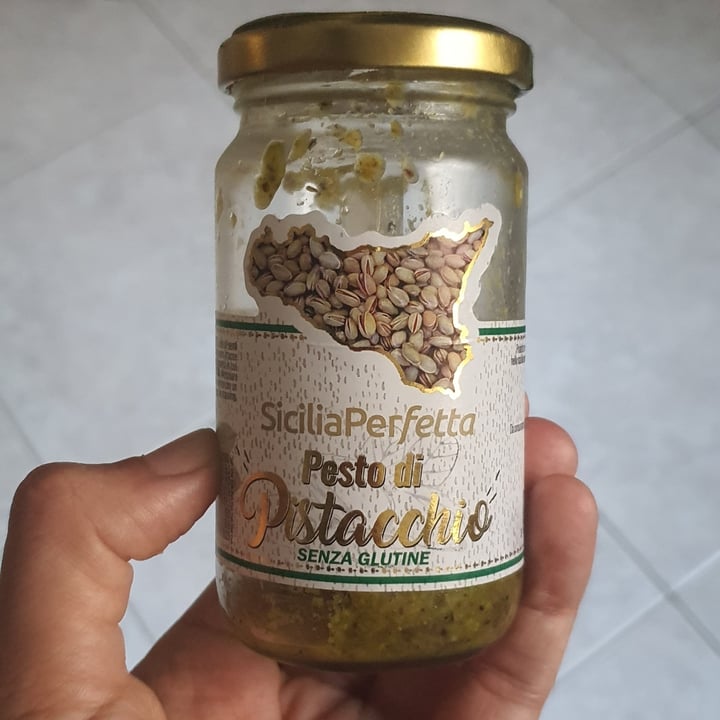 SiciliaPerfetta
Pesto di
Pistacchio
SENZA GLUTINE